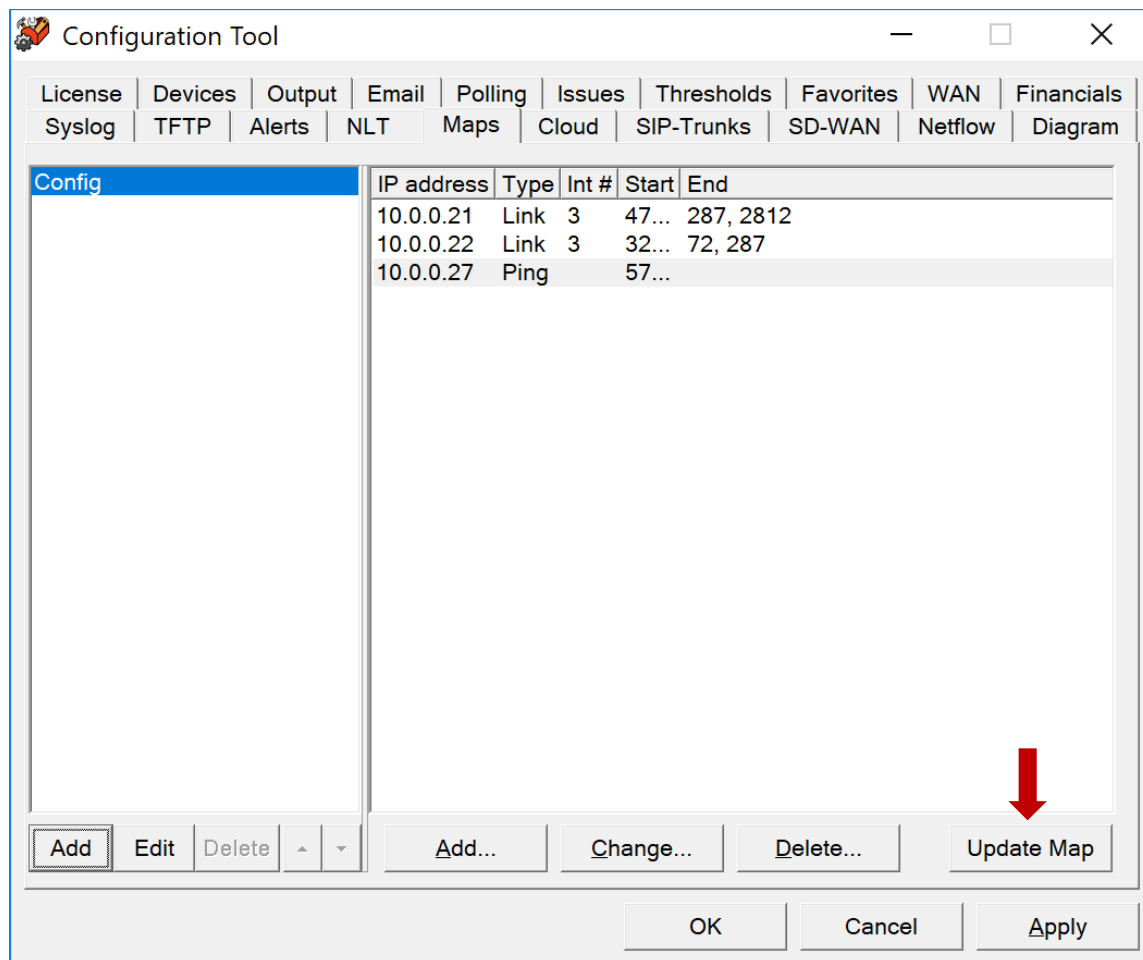 Configuration Tool
License Devices Output Email Polling Issues Thresholds Favorites WAN Financials
Syslog TFTP Alerts NLT Maps Cloud SIP-Trunks SD-WAN Netflow Diagram
Config
IP address Type Int # Start End
10.0.0.21 Link 3 47... 287, 2812
10.0.0.22 Link 3 32... 72, 287
10.0.0.27 Ping 57...
Add Edit Delete Add... Change... Delete... Update Map
OK Cancel Apply